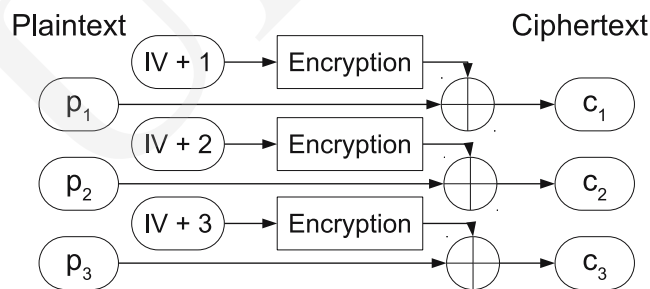 Plaintext
Ciphertext
IV + 1
Encryption
p1
c1
IV + 2
Encryption
p2
c2
IV + 3
Encryption
p3
c3